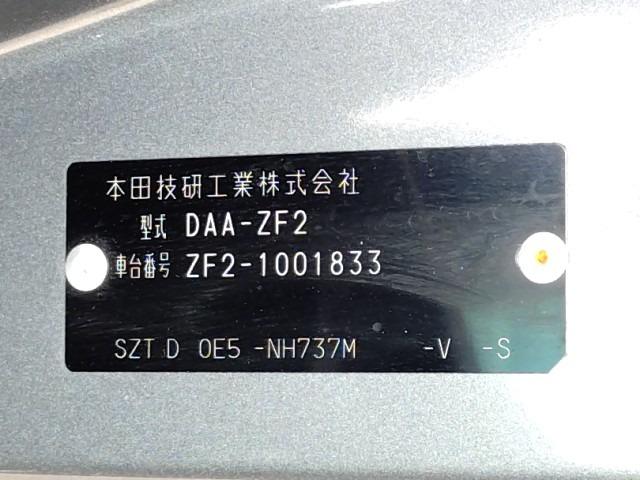 本田技研工業株式会社
型式 DAA-ZF2
車台番号 ZF2-1001833
SZT D 0E5 -NH737M -V -S